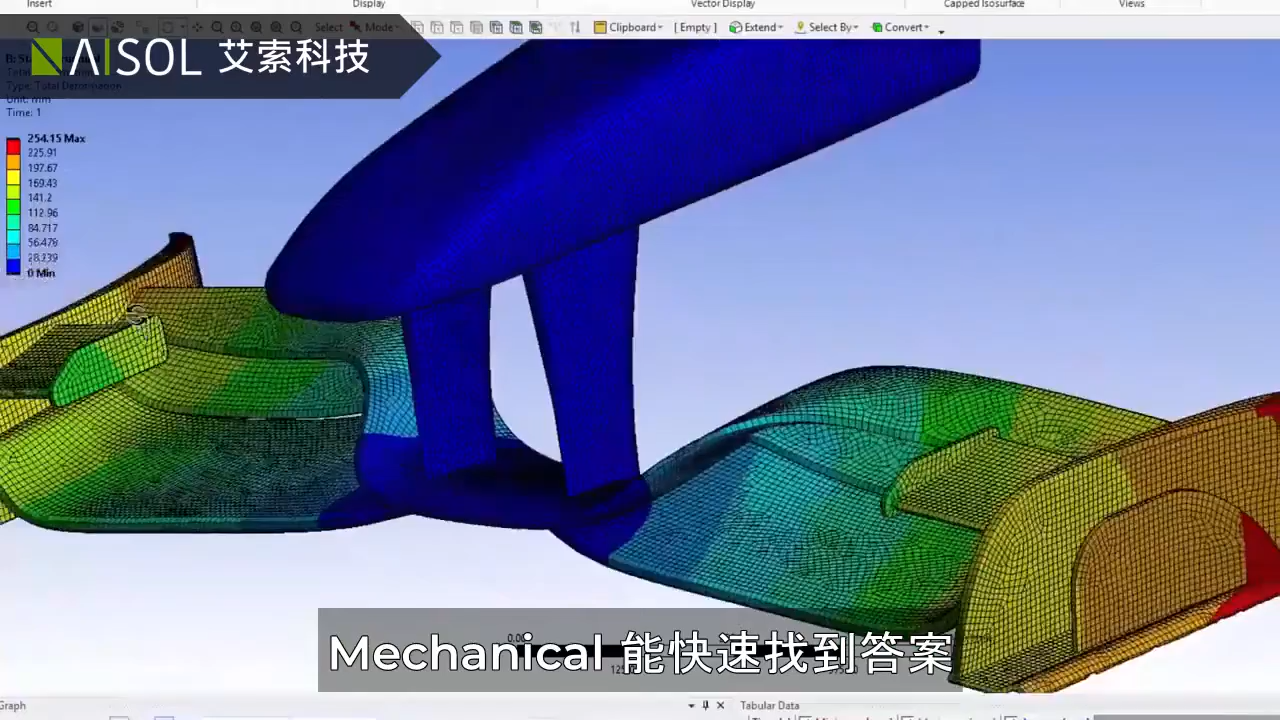 Insert
Display
Vector Display
Capped Isosurface
Views
Select
Mode
Clipboard
[ Empty ]
Extend
Select By
Convert
AISOL 艾索科技
Type: Total Deformation
Unit: mm
Time: 1
254.15 Max
225.91
197.67
169.43
141.2
112.96
84.717
56.478
28.239
0 Min
Mechanical 能快速找到答案
Graph
Tabular Data